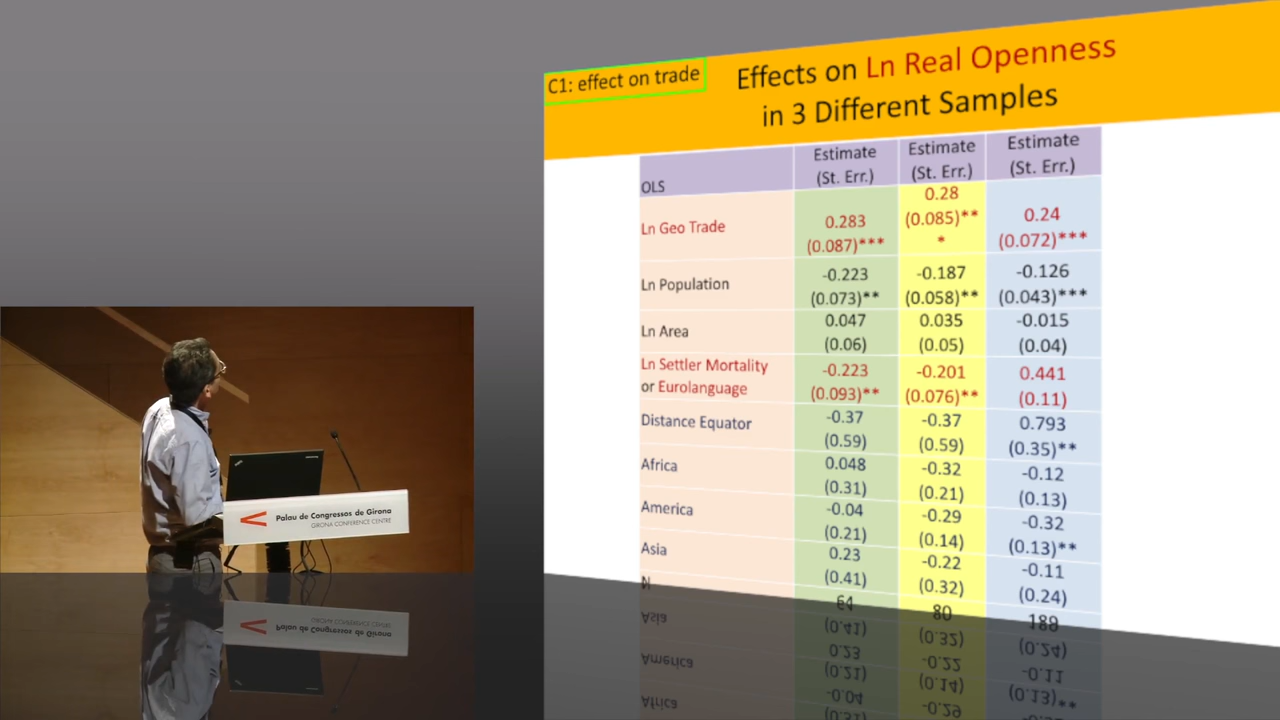 C1: effect on trade
Effects on Ln Real Openness
in 3 Different Samples
OLS
Estimate
(St. Err.)
Estimate
(St. Err.)
Estimate
(St. Err.)
Ln Geo Trade
0.283
(0.087)***
0.28
(0.085)**
*
0.24
(0.072)***
Ln Population
-0.223
(0.073)**
-0.187
(0.058)**
-0.126
(0.043)***
Ln Area
0.047
(0.06)
0.035
(0.05)
-0.015
(0.04)
Ln Settler Mortality
or Eurolanguage
-0.223
(0.093)**
-0.201
(0.076)**
0.441
(0.11)
Distance Equator
-0.37
(0.59)
-0.37
(0.59)
0.793
(0.35)**
Africa
0.048
(0.31)
-0.32
(0.21)
-0.12
(0.13)
America
-0.04
(0.21)
-0.29
(0.14)
-0.32
(0.13)**
Asia
0.23
(0.41)
-0.22
(0.32)
-0.11
(0.24)
N
64
80
189
Palau de Congressos de Girona
GIRONA CONFERENCE CENTRE